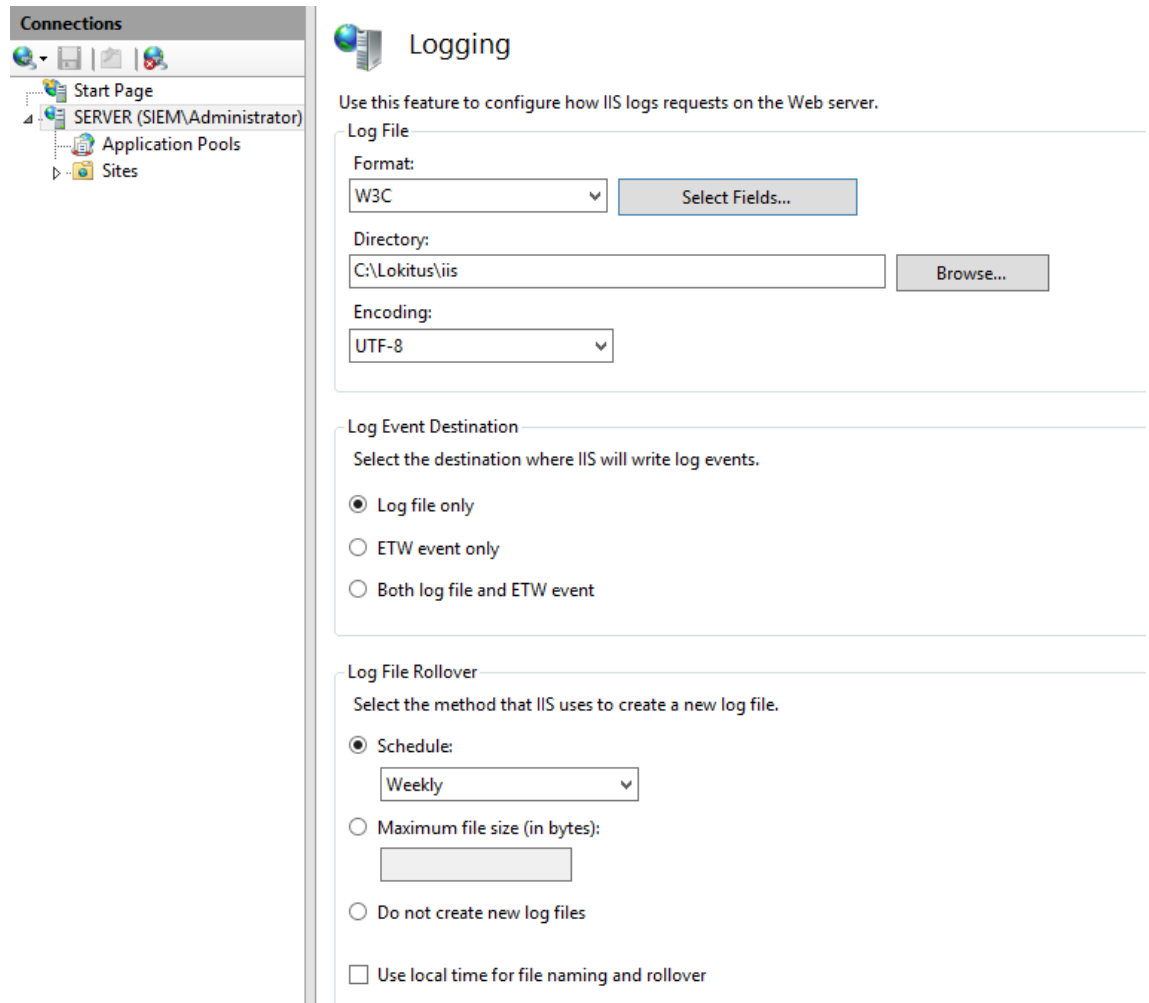 Connections
Start Page
SERVER (SIEM\Administrator)
Application Pools
Sites
Logging
Use this feature to configure how IIS logs requests on the Web server.
Log File
Format:
W3C
Select Fields...
Directory:
C:\Lokitus\iis
Browse...
Encoding:
UTF-8
Log Event Destination
Select the destination where IIS will write log events.
Log file only
ETW event only
Both log file and ETW event
Log File Rollover
Select the method that IIS uses to create a new log file.
Schedule:
Weekly
Maximum file size (in bytes):
Do not create new log files
Use local time for file naming and rollover